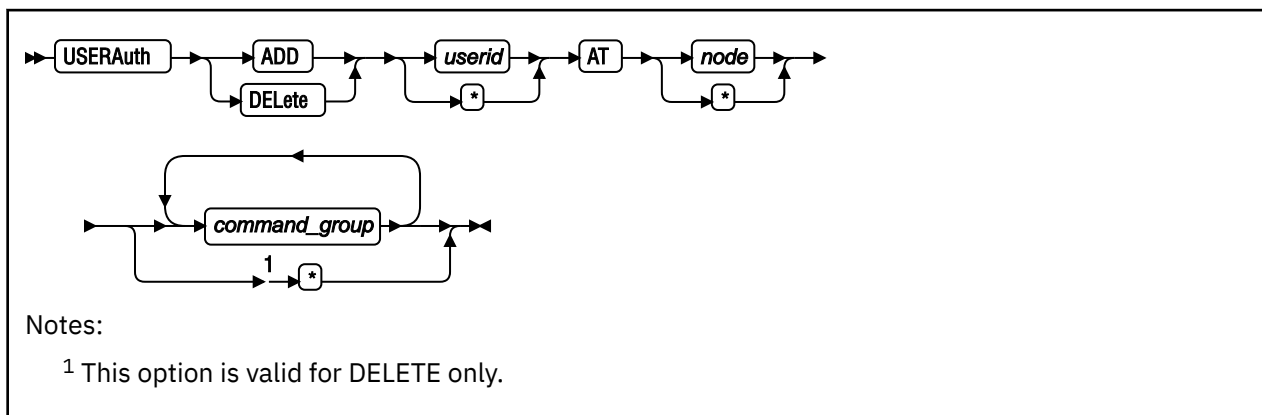 USERAuth ADD userid AT node
DELete * *
command_group
1 *
Notes:
1 This option is valid for DELETE only.